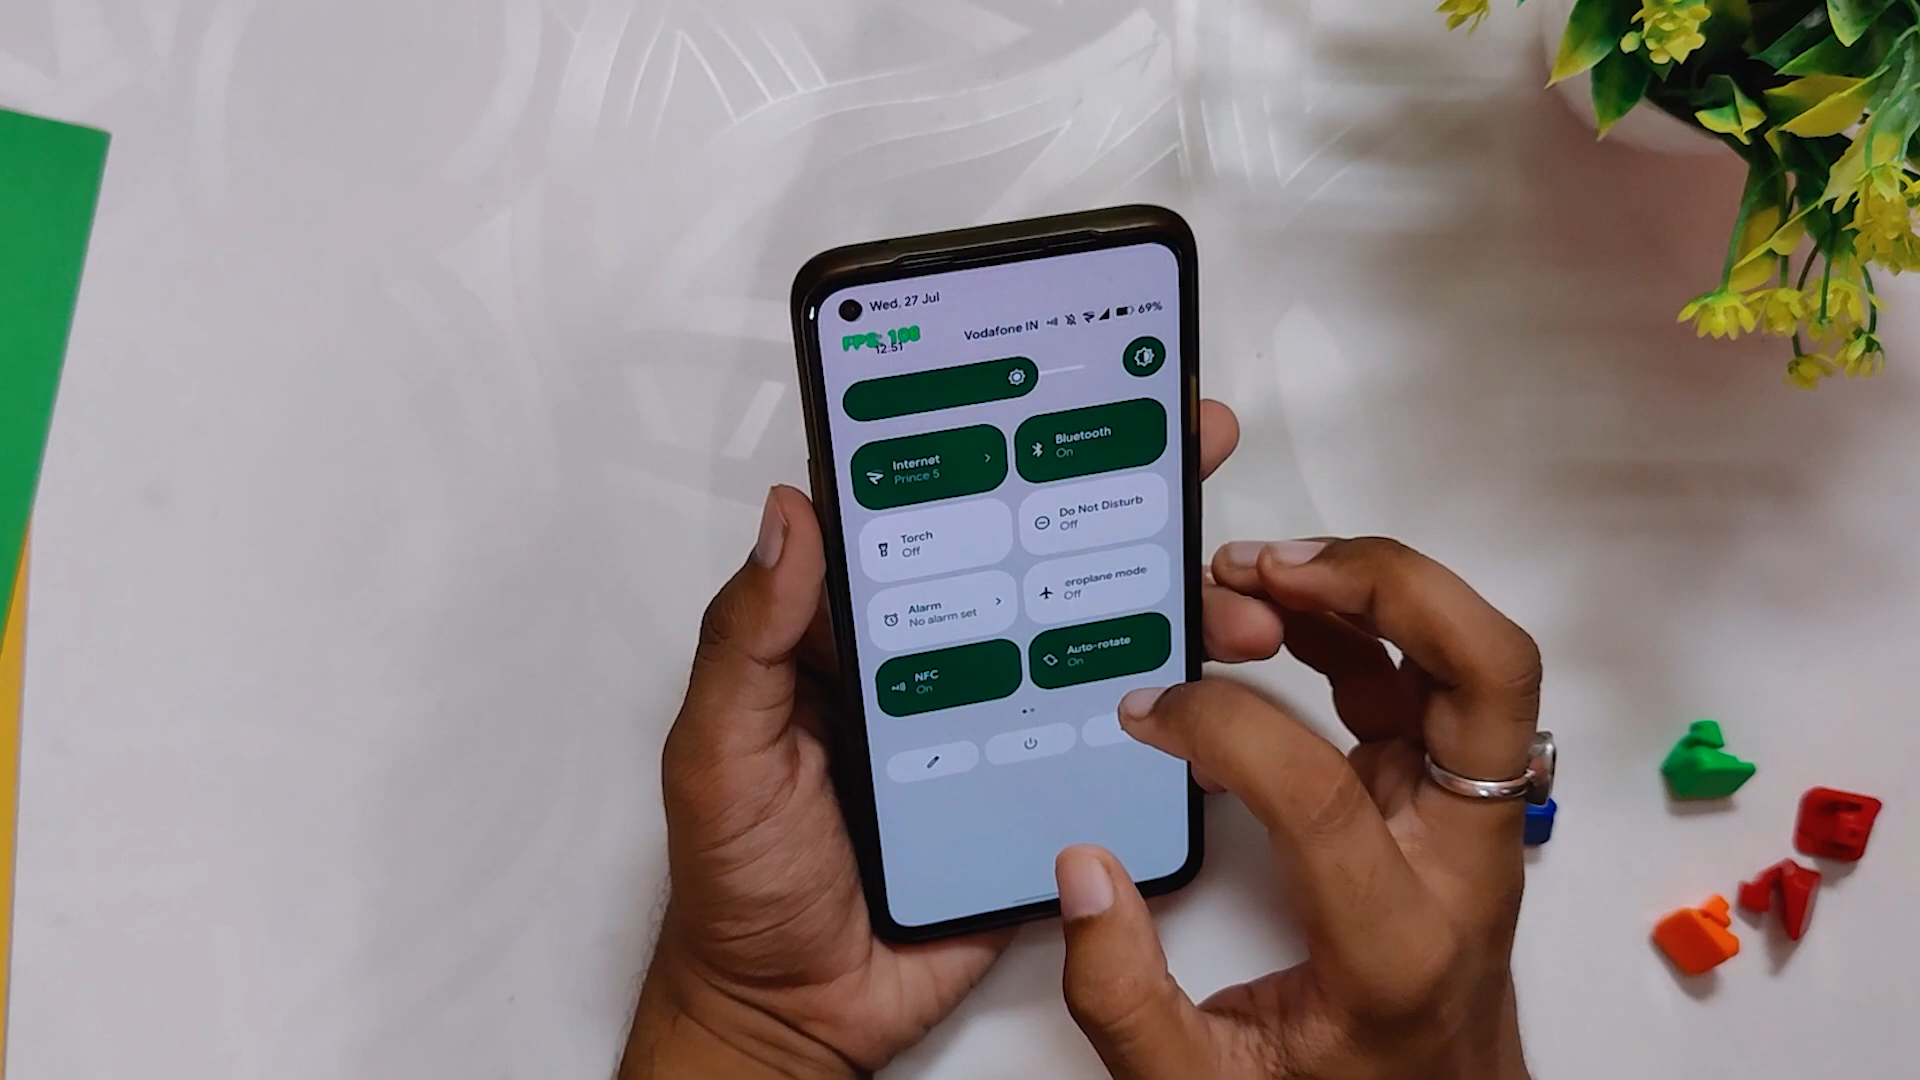 Wed, 27 Jul
FPS: 108
12:51
Vodafone IN
69%
Internet
Prince 5
Bluetooth
On
Torch
Off
Do Not Disturb
Off
Alarm
No alarm set
eroplane mode
Off
NFC
On
Auto-rotate
On